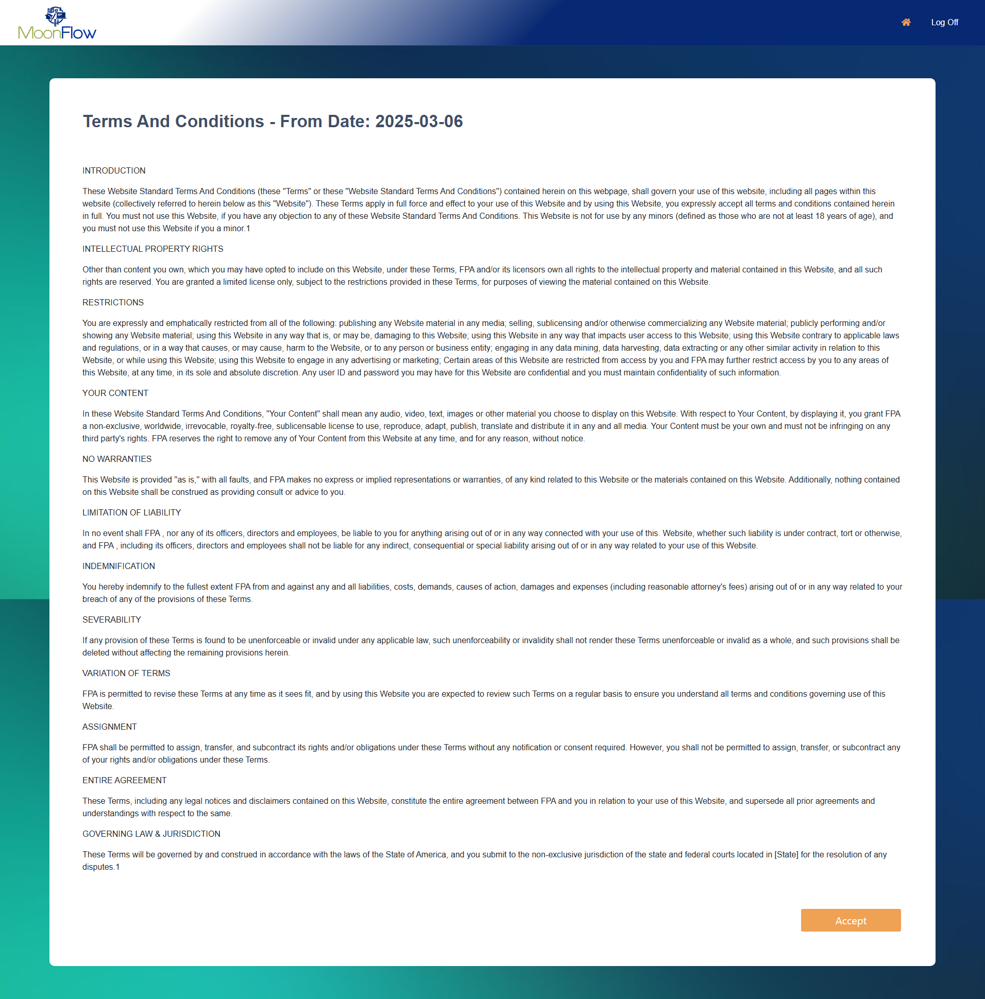 MoonFlow
Log Off
Terms And Conditions - From Date: 2025-03-06
INTRODUCTION
These Website Standard Terms And Conditions (these "Terms" or these "Website Standard Terms And Conditions") contained herein on this webpage, shall govern your use of this website, including all pages within this
website (collectively referred to herein below as this "Website"). These Terms apply in full force and effect to your use of this Website and by using this Website, you expressly accept all terms and conditions contained herein
in full. You must not use this Website, if you have any objection to any of these Website Standard Terms And Conditions. This Website is not for use by any minors (defined as those who are not at least 18 years of age), and
you must not use this Website if you a minor.1
INTELLECTUAL PROPERTY RIGHTS
Other than content you own, which you may have opted to include on this Website, under these Terms, FPA and/or its licensors own all rights to the intellectual property and material contained in this Website, and all such
rights are reserved. You are granted a limited license only, subject to the restrictions provided in these Terms, for purposes of viewing the material contained on this Website.
RESTRICTIONS
You are expressly and emphatically restricted from all of the following: publishing any Website material in any media; selling, sublicensing and/or otherwise commercializing any Website material; publicly performing and/or
showing any Website material; using this Website in any way that is, or may be, damaging to this Website; using this Website in any way that impacts user access to this Website; using this Website contrary to applicable laws
and regulations, or in a way that causes, or may cause, harm to the Website, or to any person or business entity; engaging in any data mining, data harvesting, data extracting or any other similar activity in relation to this
Website, or while using this Website; using this Website to engage in any advertising or marketing; Certain areas of this Website are restricted from access by you and FPA may further restrict access by you to any areas of
this Website, at any time, in its sole and absolute discretion. Any user ID and password you may have for this Website are confidential and you must maintain confidentiality of such information.
YOUR CONTENT
In these Website Standard Terms And Conditions, "Your Content" shall mean any audio, video, text, images or other material you choose to display on this Website. With respect to Your Content, by displaying it, you grant FPA
a non-exclusive, worldwide, irrevocable, royalty-free, sublicensable license to use, reproduce, adapt, publish, translate and distribute it in any and all media. Your Content must be your own and must not be infringing on any
third party's rights. FPA reserves the right to remove any of Your Content from this Website at any time, and for any reason, without notice.
NO WARRANTIES
This Website is provided "as is," with all faults, and FPA makes no express or implied representations or warranties, of any kind related to this Website or the materials contained on this Website. Additionally, nothing contained
on this Website shall be construed as providing consult or advice to you.
LIMITATION OF LIABILITY
In no event shall FPA , nor any of its officers, directors and employees, be liable to you for anything arising out of or in any way connected with your use of this. Website, whether such liability is under contract, tort or otherwise,
and FPA , including its officers, directors and employees shall not be liable for any indirect, consequential or special liability arising out of or in any way related to your use of this Website.
INDEMNIFICATION
You hereby indemnify to the fullest extent FPA from and against any and all liabilities, costs, demands, causes of action, damages and expenses (including reasonable attorney's fees) arising out of or in any way related to your
breach of any of the provisions of these Terms.
SEVERABILITY
If any provision of these Terms is found to be unenforceable or invalid under any applicable law, such unenforceability or invalidity shall not render these Terms unenforceable or invalid as a whole, and such provisions shall be
deleted without affecting the remaining provisions herein.
VARIATION OF TERMS
FPA is permitted to revise these Terms at any time as it sees fit, and by using this Website you are expected to review such Terms on a regular basis to ensure you understand all terms and conditions governing use of this
Website.
ASSIGNMENT
FPA shall be permitted to assign, transfer, and subcontract its rights and/or obligations under these Terms without any notification or consent required. However, you shall not be permitted to assign, transfer, or subcontract any
of your rights and/or obligations under these Terms.
ENTIRE AGREEMENT
These Terms, including any legal notices and disclaimers contained on this Website, constitute the entire agreement between FPA and you in relation to your use of this Website, and supersede all prior agreements and
understandings with respect to the same.
GOVERNING LAW & JURISDICTION
These Terms will be governed by and construed in accordance with the laws of the State of America, and you submit to the non-exclusive jurisdiction of the state and federal courts located in [State] for the resolution of any
disputes.1
Accept